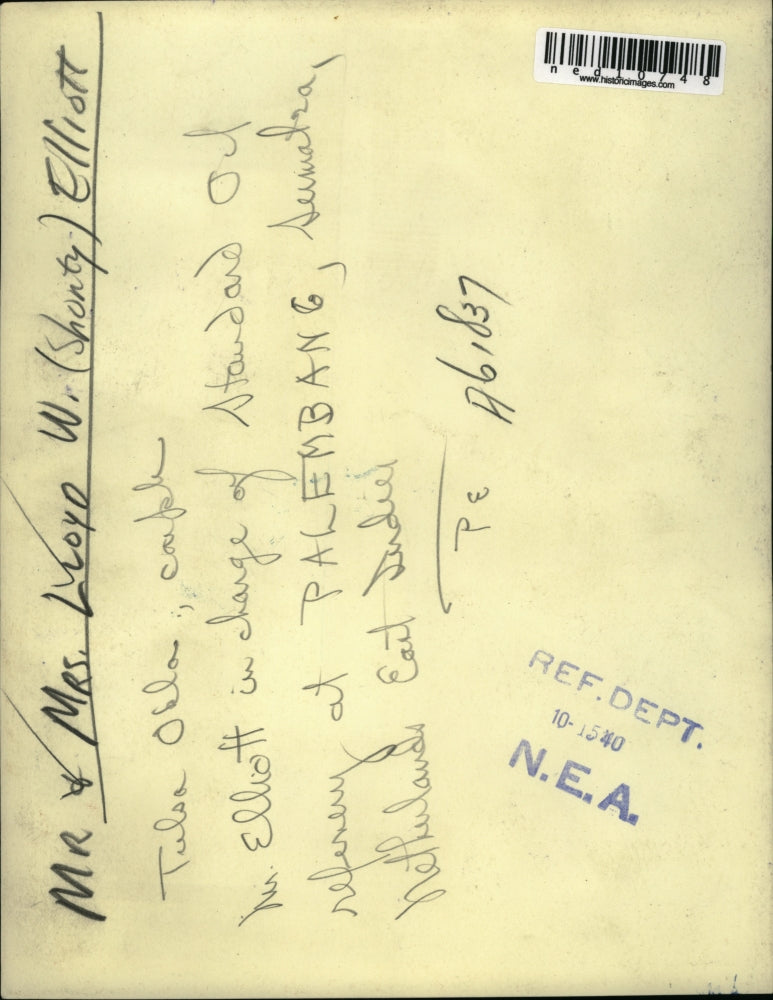 MR & MRS. LLOYD W. (Shorty) Elliott
Tulsa Okla; couple
Mr. Elliott in charge of Standard Oil
refinery at PALEMBANG, Sumatra,
Netherlands East Indies
PE A61837
REF. DEPT.
10-1540
N.E.A.
ned10748
www.historicimages.com